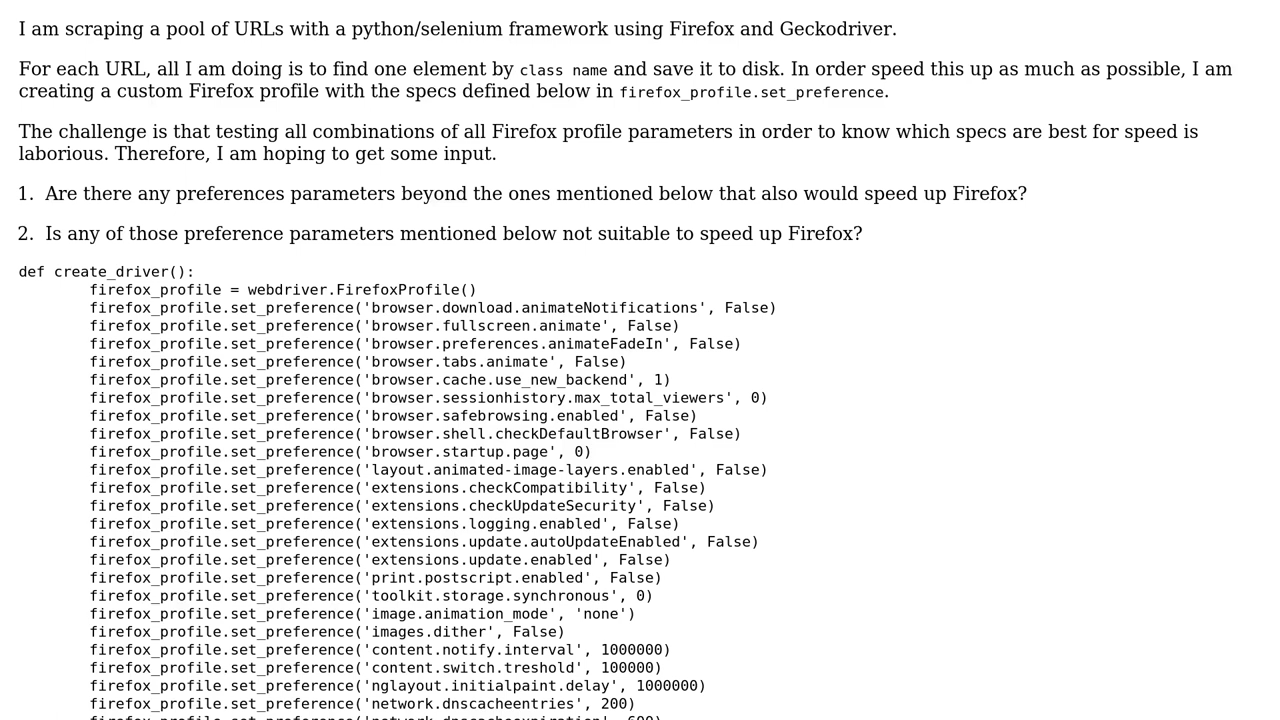 I am scraping a pool of URLs with a python/selenium framework using Firefox and Geckodriver.
For each URL, all I am doing is to find one element by class name and save it to disk. In order speed this up as much as possible, I am
creating a custom Firefox profile with the specs defined below in firefox_profile.set_preference.
The challenge is that testing all combinations of all Firefox profile parameters in order to know which specs are best for speed is
laborious. Therefore, I am hoping to get some input.
1. Are there any preferences parameters beyond the ones mentioned below that also would speed up Firefox?
2. Is any of those preference parameters mentioned below not suitable to speed up Firefox?
def create_driver():
        firefox_profile = webdriver.FirefoxProfile()
        firefox_profile.set_preference('browser.download.animateNotifications', False)
        firefox_profile.set_preference('browser.fullscreen.animate', False)
        firefox_profile.set_preference('browser.preferences.animateFadeIn', False)
        firefox_profile.set_preference('browser.tabs.animate', False)
        firefox_profile.set_preference('browser.cache.use_new_backend', 1)
        firefox_profile.set_preference('browser.sessionhistory.max_total_viewers', 0)
        firefox_profile.set_preference('browser.safebrowsing.enabled', False)
        firefox_profile.set_preference('browser.shell.checkDefaultBrowser', False)
        firefox_profile.set_preference('browser.startup.page', 0)
        firefox_profile.set_preference('layout.animated-image-layers.enabled', False)
        firefox_profile.set_preference('extensions.checkCompatibility', False)
        firefox_profile.set_preference('extensions.checkUpdateSecurity', False)
        firefox_profile.set_preference('extensions.logging.enabled', False)
        firefox_profile.set_preference('extensions.update.autoUpdateEnabled', False)
        firefox_profile.set_preference('extensions.update.enabled', False)
        firefox_profile.set_preference('print.postscript.enabled', False)
        firefox_profile.set_preference('toolkit.storage.synchronous', 0)
        firefox_profile.set_preference('image.animation_mode', 'none')
        firefox_profile.set_preference('images.dither', False)
        firefox_profile.set_preference('content.notify.interval', 1000000)
        firefox_profile.set_preference('content.switch.treshold', 100000)
        firefox_profile.set_preference('nglayout.initialpaint.delay', 1000000)
        firefox_profile.set_preference('network.dnscacheentries', 200)
        firefox_profile.set_preference('network.dnscacheexpiration', 600)